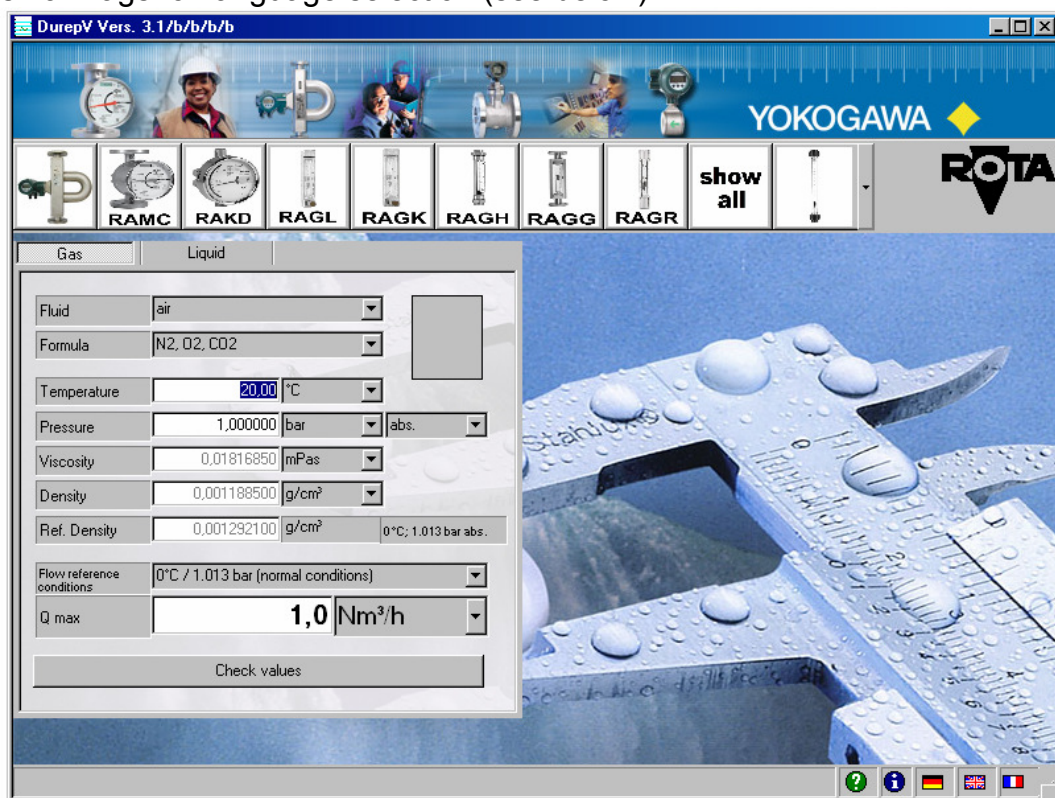 DurepV Vers. 3.1/b/b/b/b
YOKOGAWA
RAMC RAKD RAGL RAGK RAGH RAGG RAGR show all
ROTA
Gas Liquid
Fluid air
Formula N2, O2, CO2
Temperature 20,00 °C
Pressure 1,000000 bar abs.
Viscosity 0,01816850 mPas
Density 0,001188500 g/cm³
Ref. Density 0,001292100 g/cm³ 0°C; 1.013 bar abs.
Flow reference conditions 0°C / 1.013 bar (normal conditions)
Q max 1,0 Nm³/h
Check values